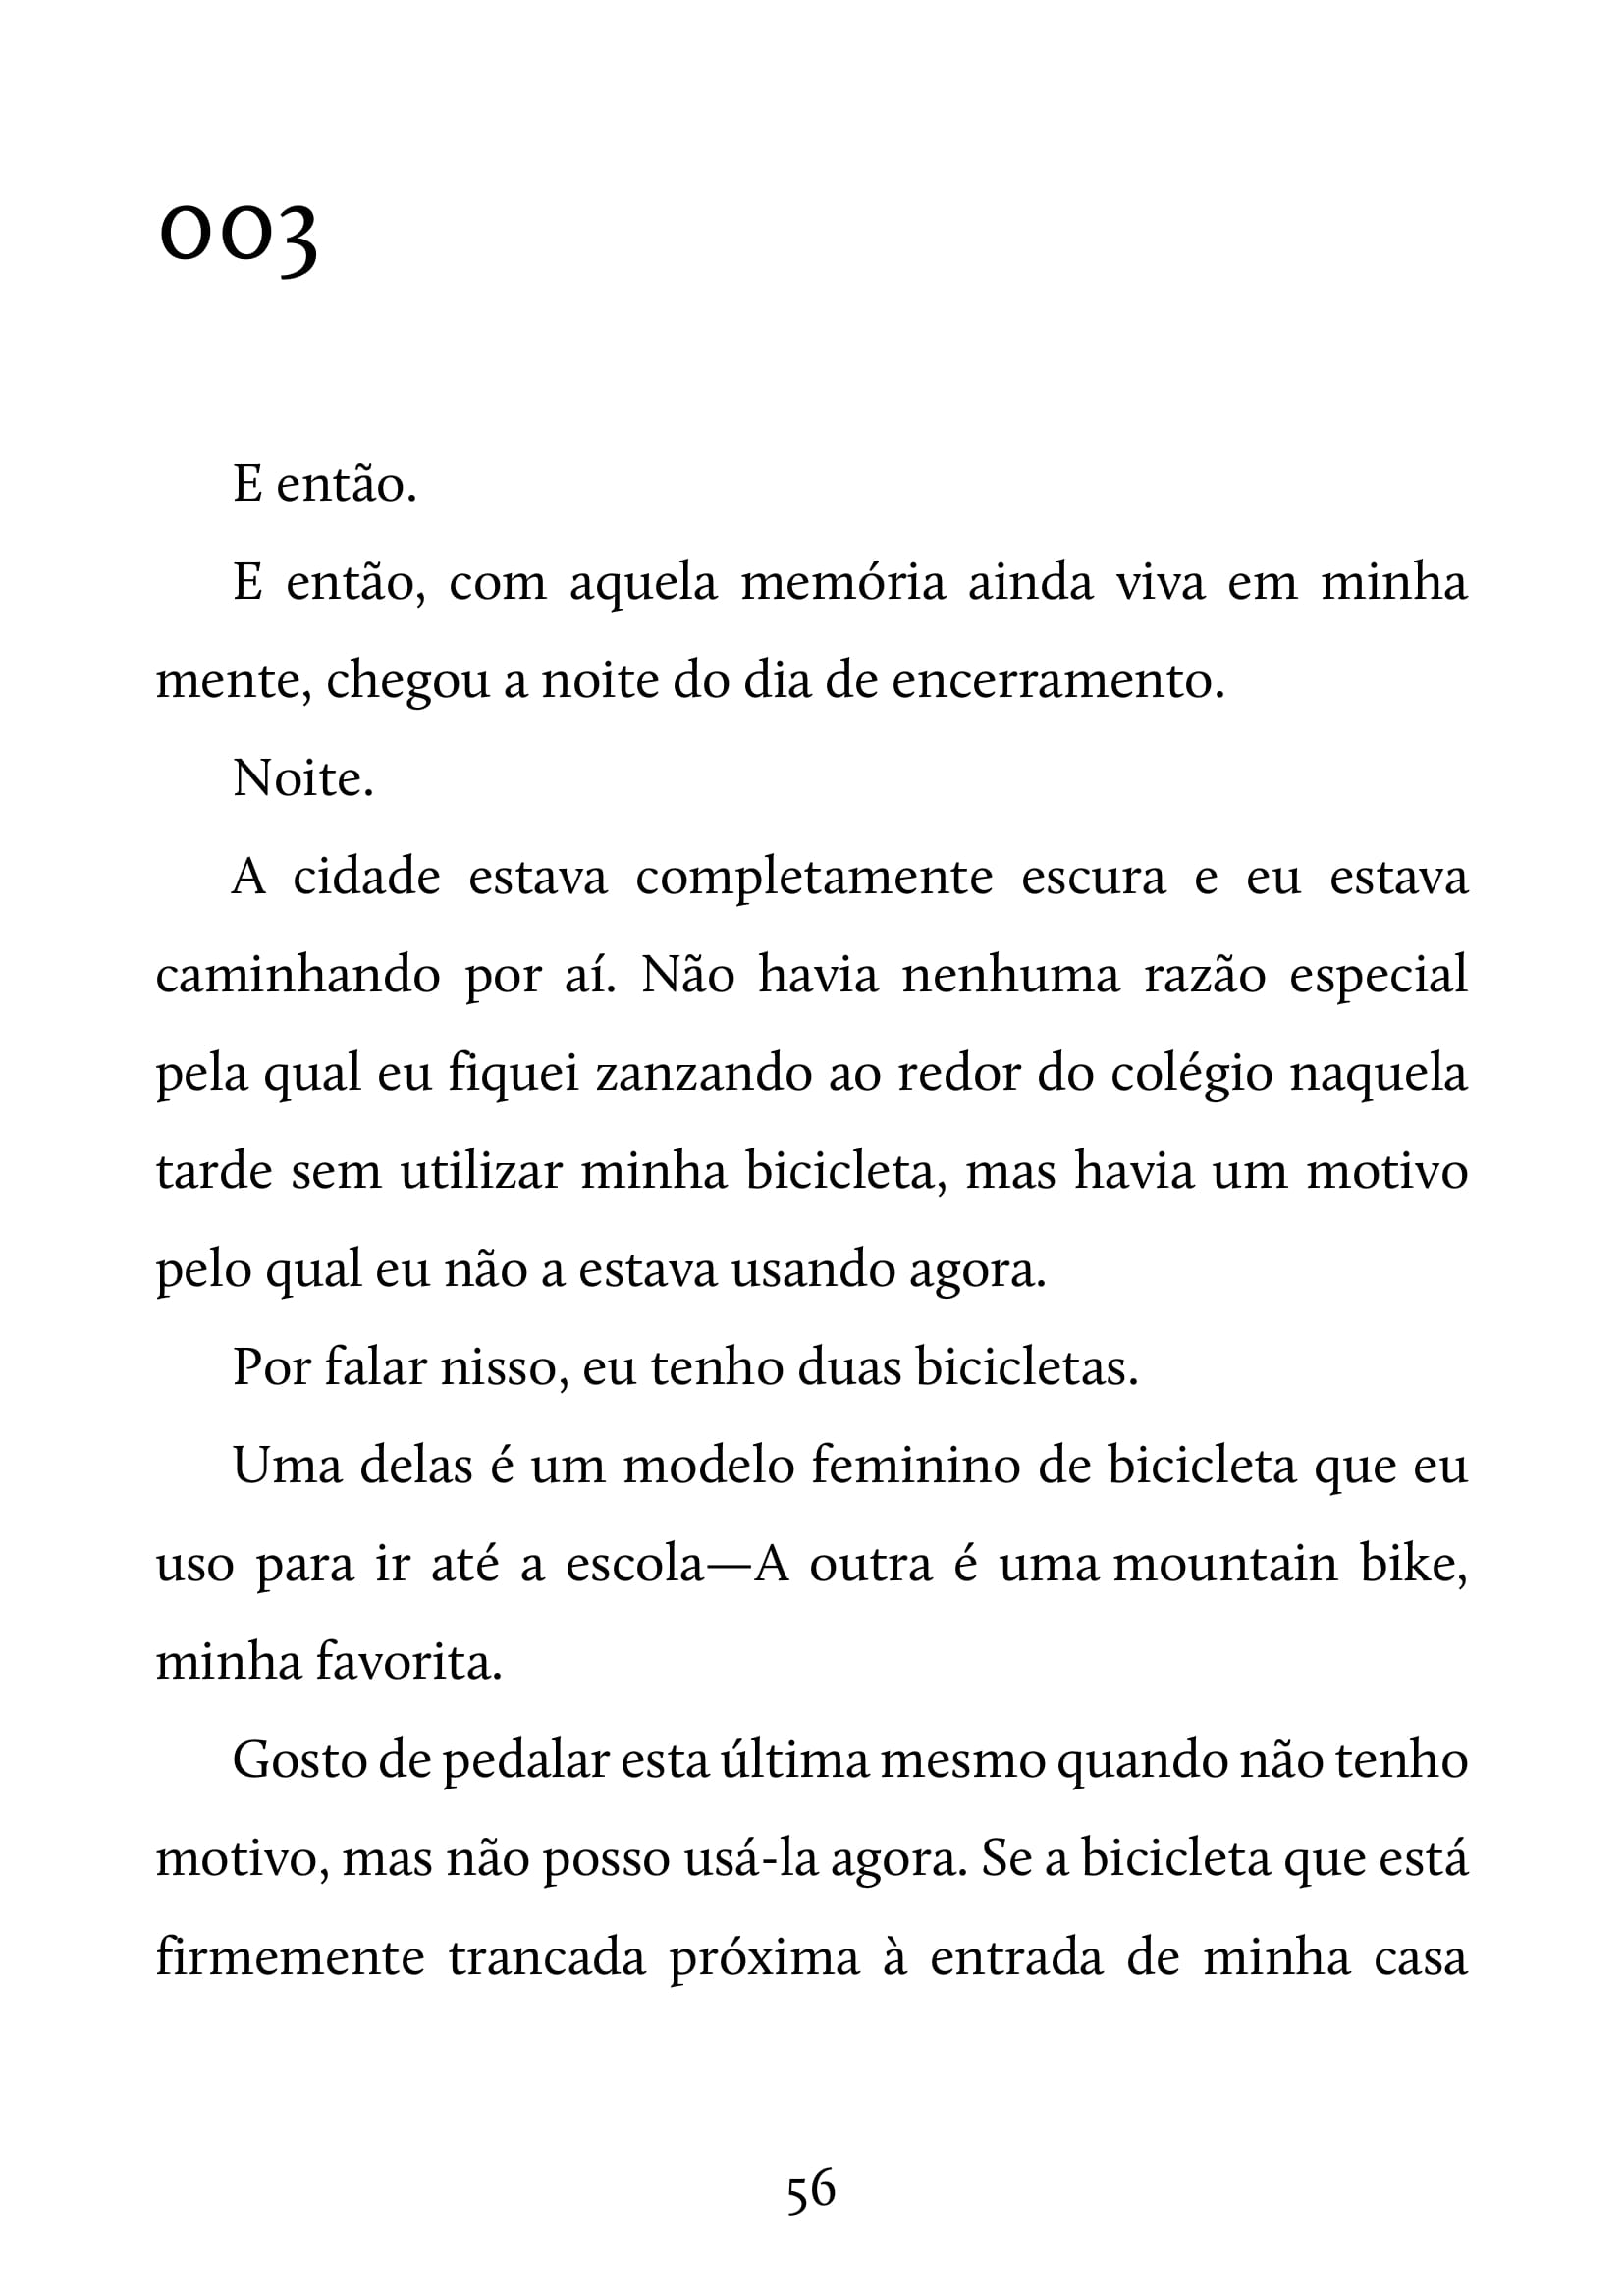 003
E então.
E então, com aquela memória ainda viva em minha
mente, chegou a noite do dia de encerramento.
Noite.
A cidade estava completamente escura e eu estava
caminhando por aí. Não havia nenhuma razão especial
pela qual eu fiquei zanzando ao redor do colégio naquela
tarde sem utilizar minha bicicleta, mas havia um motivo
pelo qual eu não a estava usando agora.
Por falar nisso, eu tenho duas bicicletas.
Uma delas é um modelo feminino de bicicleta que eu
uso para ir até a escola—A outra é uma mountain bike,
minha favorita.
Gosto de pedalar esta última mesmo quando não tenho
motivo, mas não posso usá-la agora. Se a bicicleta que está
firmemente trancada próxima à entrada de minha casa
56